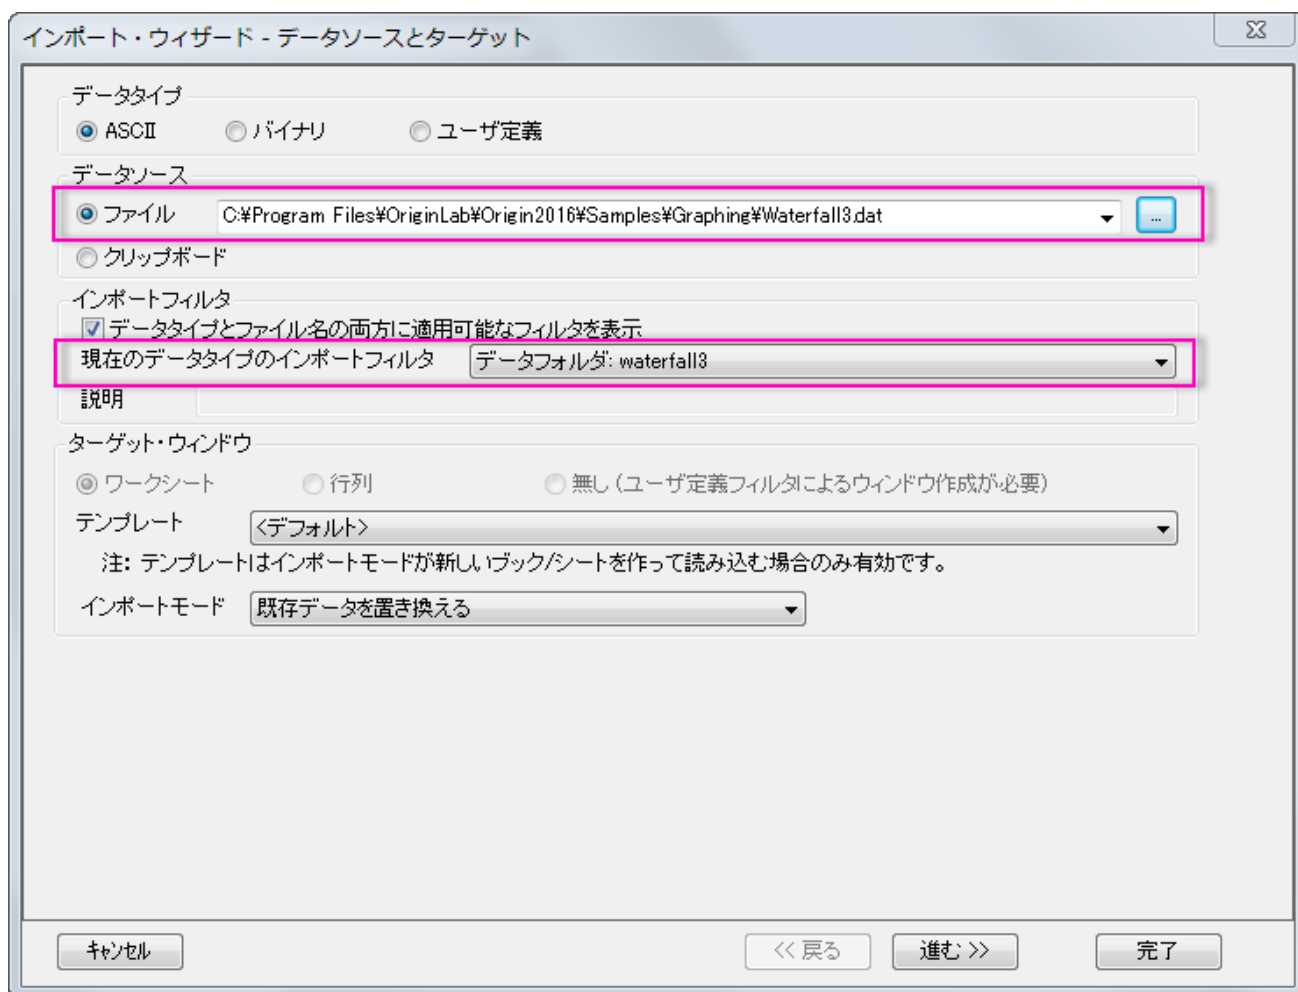 インポート・ウィザード - データソースとターゲット
データタイプ
ASCII バイナリ ユーザ定義
データソース
ファイル C:¥Program Files¥OriginLab¥Origin2016¥Samples¥Graphing¥Waterfall3.dat ...
クリップボード
インポートフィルタ
データタイプとファイル名の両方に適用可能なフィルタを表示
現在のデータタイプのインポートフィルタ データフォルダ: waterfall3
説明
ターゲット・ウィンドウ
ワークシート 行列 無し(ユーザ定義フィルタによるウィンドウ作成が必要)
テンプレート <デフォルト>
注: テンプレートはインポートモードが新しいブック/シートを作って読み込む場合のみ有効です。
インポートモード 既存データを置き換える
キャンセル << 戻る 進む >> 完了